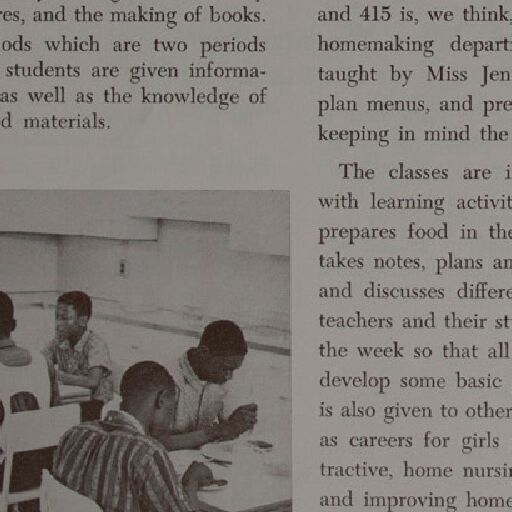 res, and the making of books.
ods which are two periods
students are given informa-
as well as the knowledge of
d materials.
and 415 is, we think,
homemaking depart
taught by Miss Jen
plan menus, and pre
keeping in mind the
The classes are i
with learning activit
prepares food in the
takes notes, plans an
and discusses differe
teachers and their st
the week so that all
develop some basic
is also given to other
as careers for girls
tractive, home nursin
and improving home